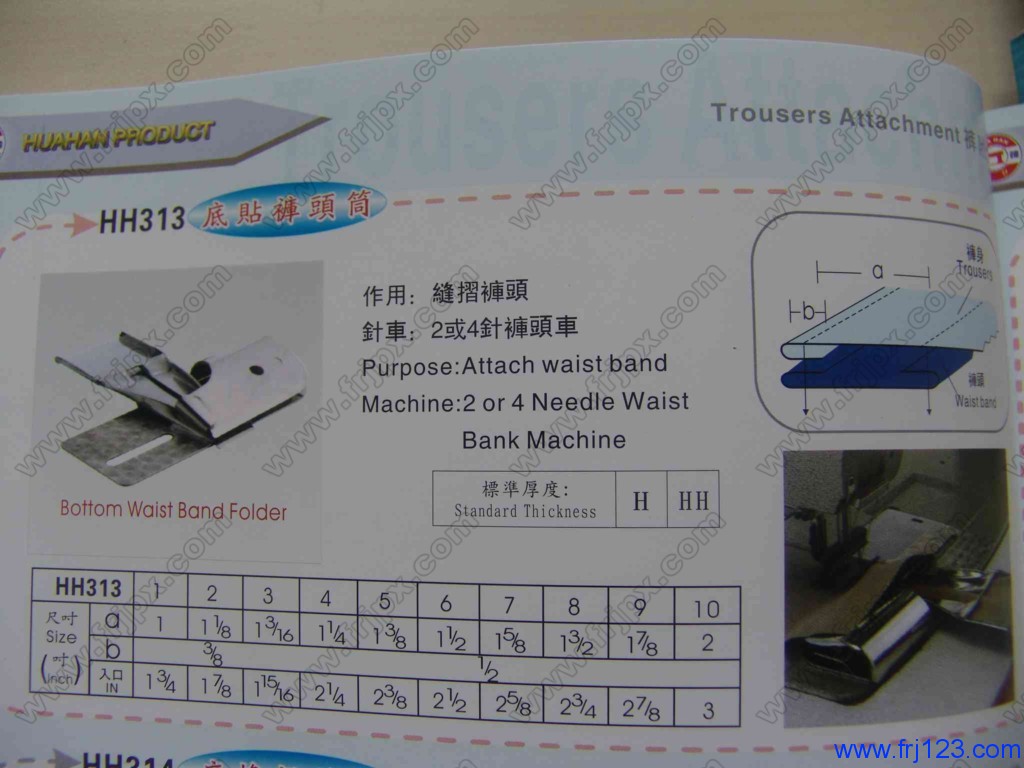 HUAHAN PRODUCT
Trousers Attachment
HH313 底貼褲頭筒
作用: 縫摺褲頭
針車: 2或4針褲頭車
Purpose:Attach waist band
Machine:2 or 4 Needle Waist
Bank Machine
標準厚度: H HH
Standard Thickness
Bottom Waist Band Folder
a
b
褲身
Trousers
褲頭
Waist band
HH313 1 2 3 4 5 6 7 8 9 10
尺吋 Size (吋 inch)
a 1 1 1/8 1 3/16 1 1/4 1 3/8 1 1/2 1 5/8 1 3/2 1 7/8 2
b 3/8 1/2
入口 IN 1 3/4 1 7/8 1 15/16 2 1/4 2 3/8 2 1/2 2 5/8 2 3/4 2 7/8 3
HH314
www.frjpx.com
www.frj123.com